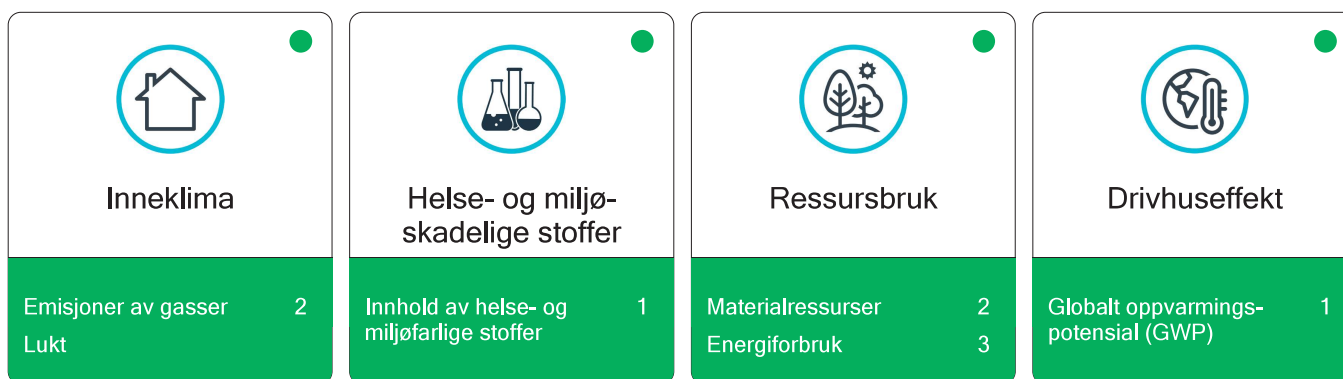 Inneklima
Emisjoner av gasser 2
Lukt
Helse- og miljø-
skadelige stoffer
Innhold av helse- og 1
miljøfarlige stoffer
Ressursbruk
Materialressurser 2
Energiforbruk 3
Drivhuseffekt
Globalt oppvarmings- 1
potensial (GWP)